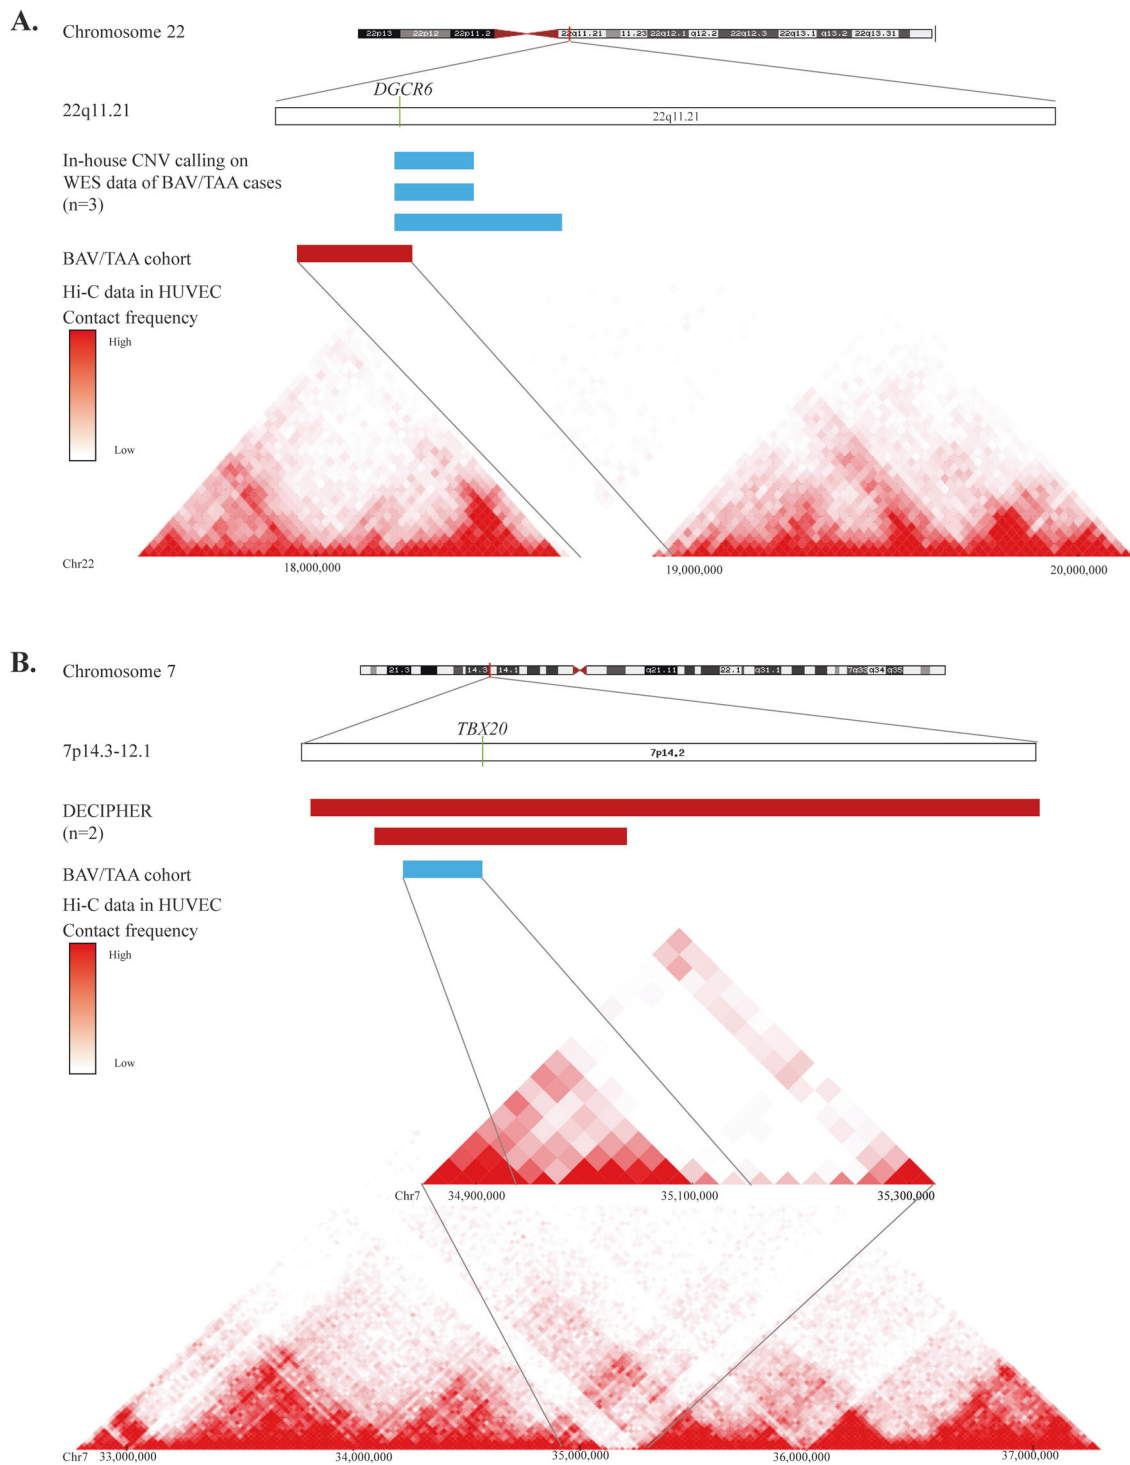 A.
Chromosome 22
22p13 22p12 22p11.2 22q11.21 11.23 22q12.1 q12.2 22q12.3 22q13.1 q13.2 22q13.31
DGCR6
22q11.21
22q11.21
In-house CNV calling on
WES data of BAV/TAA cases
(n=3)
BAV/TAA cohort
Hi-C data in HUVEC
Contact frequency
High
Low
Chr22
18,000,000 19,000,000 20,000,000
B.
Chromosome 7
21.3 14.3 14.1 q21.11 22.1 q31.1 7q33 q34 q35
TBX20
7p14.3-12.1
7p14.2
DECIPHER
(n=2)
BAV/TAA cohort
Hi-C data in HUVEC
Contact frequency
High
Low
Chr7 34,900,000 35,100,000 35,300,000
Chr7 33,000,000 34,000,000 35,000,000 36,000,000 37,000,000